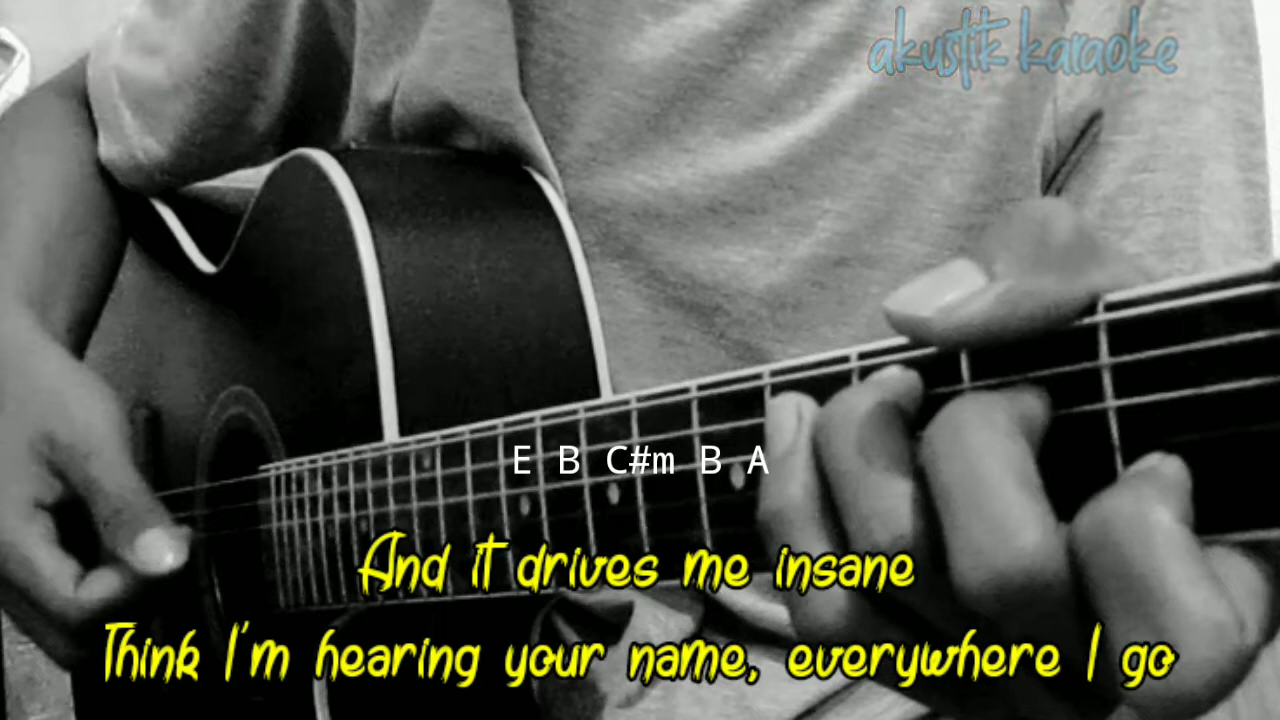 akustik karaoke
E B C#m B A
And it drives me insane
Think I'm hearing your name, everywhere I go